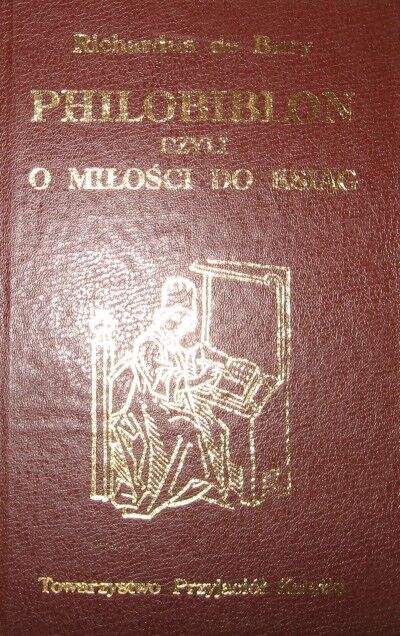 Richardus de Bury
PHILOBIBLON
CZYLI
O MIŁOŚCI DO KSIĄG
Towarzystwo Przyjaciół Książki